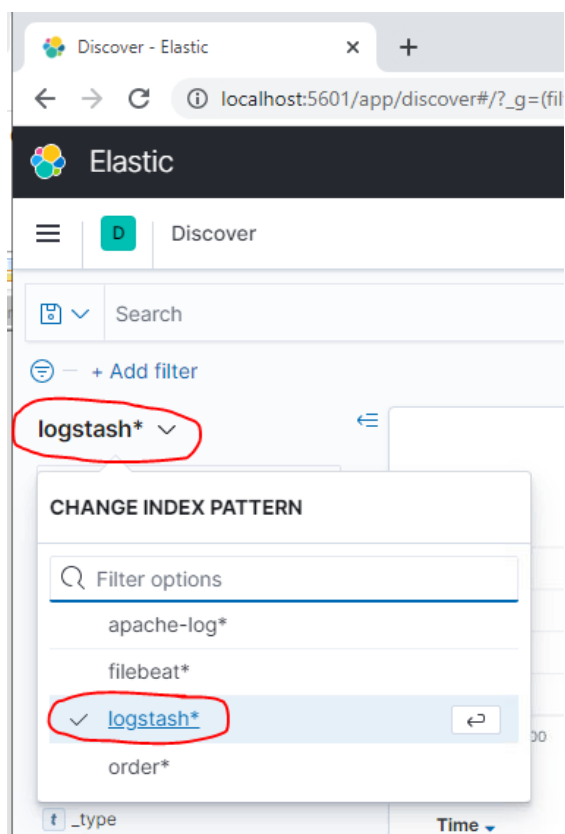 Discover - Elastic
localhost:5601/app/discover#/?_g=(fil
Elastic
D Discover
Search
+ Add filter
logstash*
CHANGE INDEX PATTERN
Filter options
apache-log*
filebeat*
logstash*
order*
00
t _type
Time